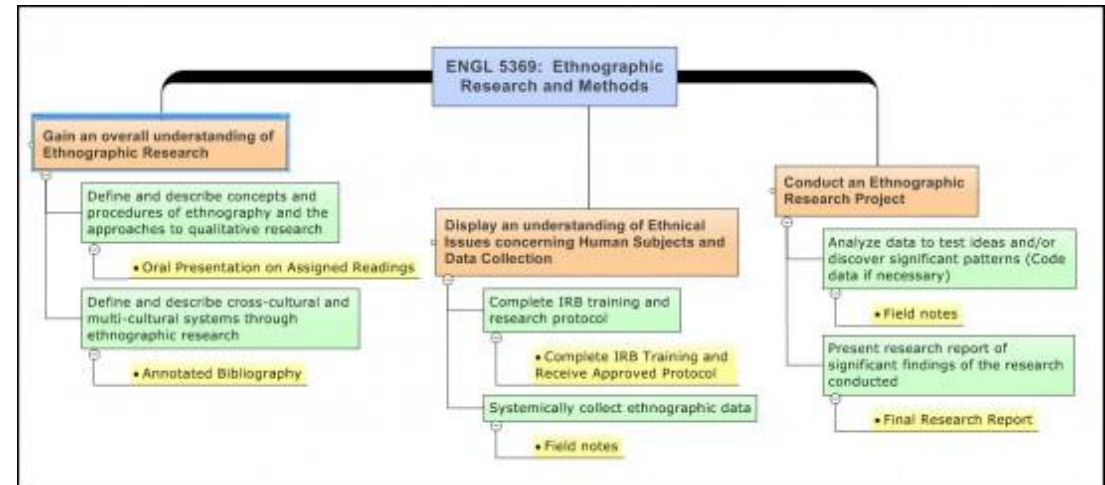 ENGL 5369: Ethnographic
Research and Methods
Gain an overall understanding of
Ethnographic Research
Define and describe concepts and
procedures of ethnography and the
approaches to qualitative research
• Oral Presentation on Assigned Readings
Define and describe cross-cultural and
multi-cultural systems through
ethnographic research
• Annotated Bibliography
Display an understanding of Ethnical
Issues concerning Human Subjects and
Data Collection
Complete IRB training and
research protocol
• Complete IRB Training and
Receive Approved Protocol
Systemically collect ethnographic data
• Field notes
Conduct an Ethnographic
Research Project
Analyze data to test ideas and/or
discover significant patterns (Code
data if necessary)
• Field notes
Present research report of
significant findings of the research
conducted
• Final Research Report